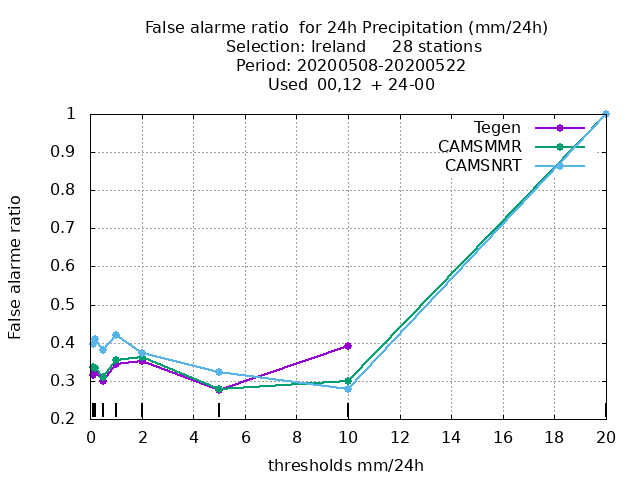 False alarme ratio  for 24h Precipitation (mm/24h)
Selection: Ireland     28 stations
Period: 20200508-20200522
Used  00,12  + 24-00
Tegen
CAMSMMR
CAMSNRT
1
0.9
0.8
0.7
0.6
0.5
0.4
0.3
0.2
False alarme ratio
0 2 4 6 8 10 12 14 16 18 20
thresholds mm/24h